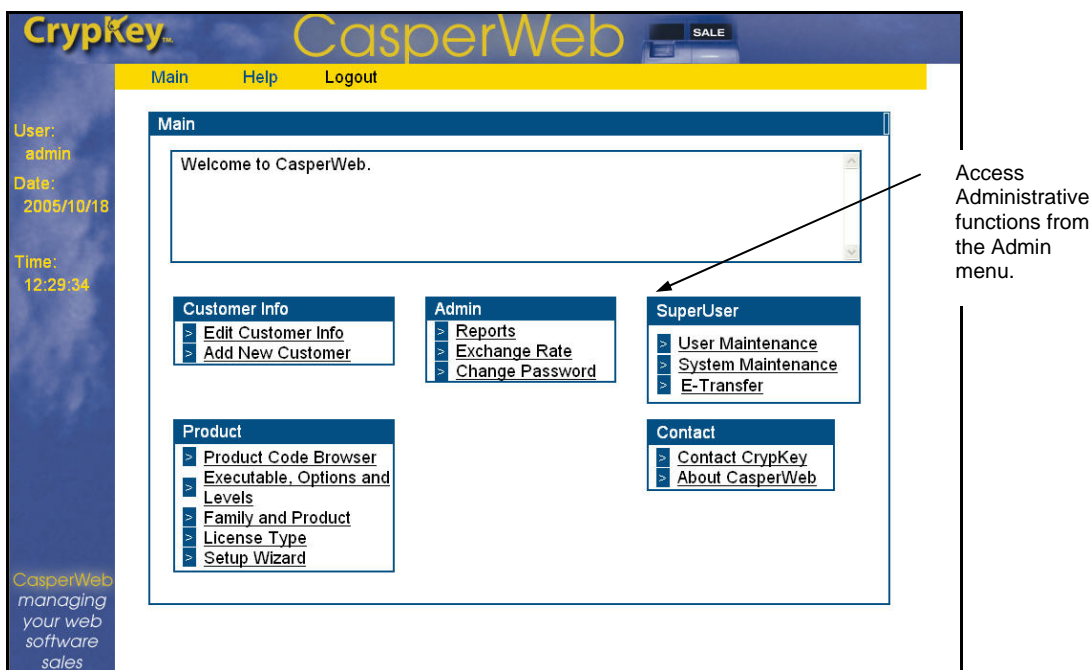 CrypKey™
CasperWeb
SALE
Main Help Logout
User:
admin
Date:
2005/10/18
Time:
12:29:34
Main
Welcome to CasperWeb.
Access
Administrative
functions from
the Admin
menu.
Customer Info
> Edit Customer Info
> Add New Customer
Admin
> Reports
> Exchange Rate
> Change Password
SuperUser
> User Maintenance
> System Maintenance
> E-Transfer
Product
> Product Code Browser
> Executable, Options and
Levels
> Family and Product
> License Type
> Setup Wizard
Contact
> Contact CrypKey
> About CasperWeb
CasperWeb
managing
your web
software
sales